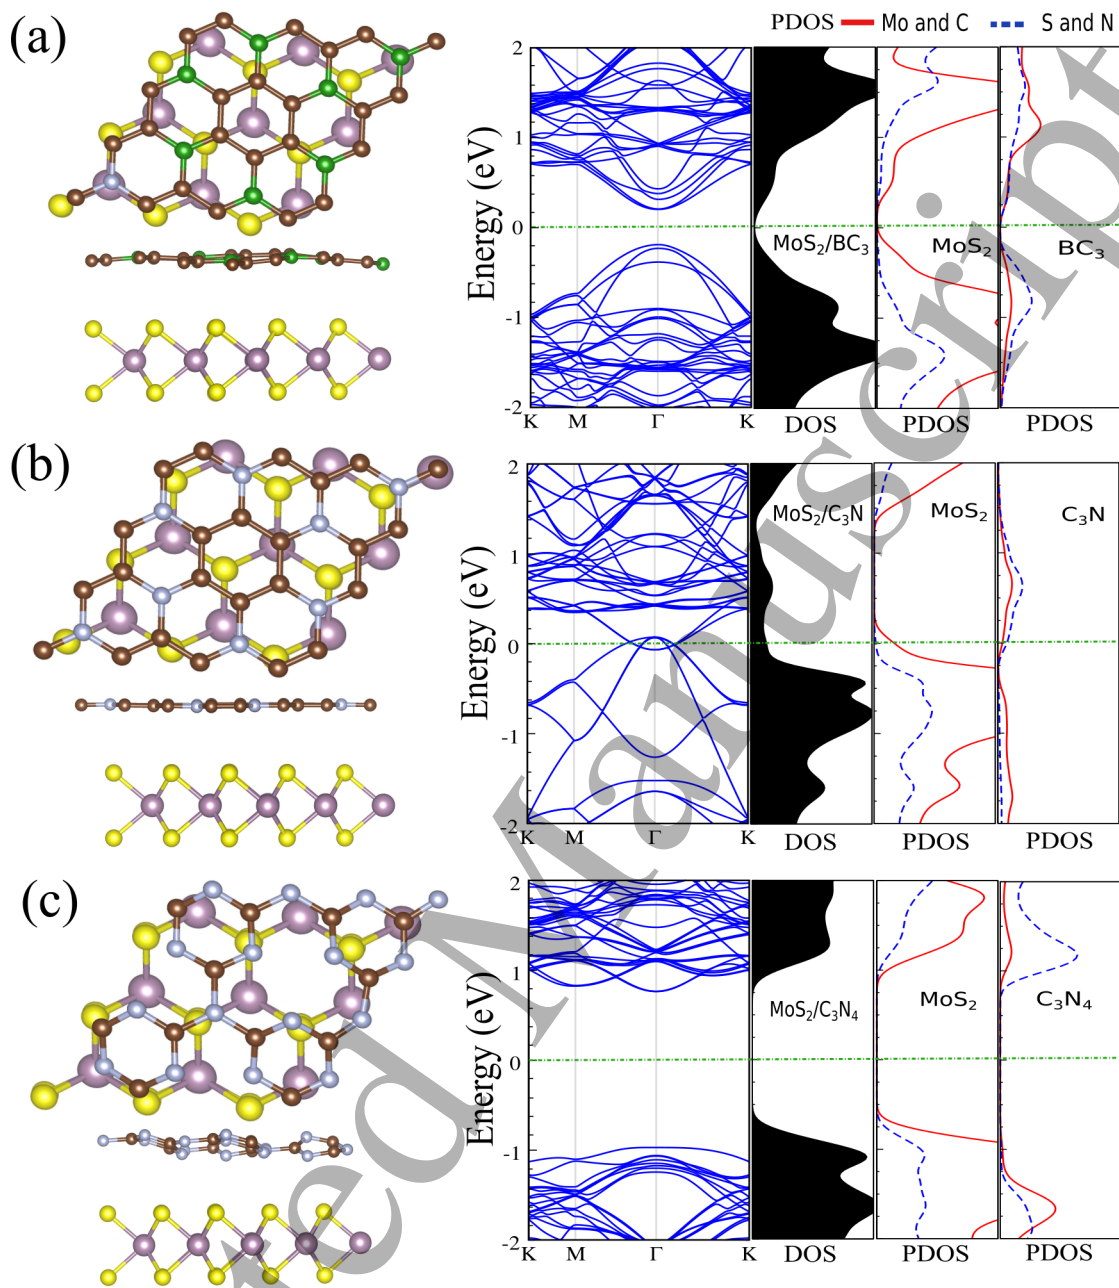 PDOS Mo and C S and N
(a)
2
1
0
-1
-2
Energy (eV)
MoS₂/BC₃
MoS₂
BC₃
K M Γ K DOS PDOS PDOS
(b)
2
1
0
-1
-2
Energy (eV)
MoS₂/C₃N
MoS₂
C₃N
K M Γ K DOS PDOS PDOS
(c)
2
1
0
-1
-2
Energy (eV)
MoS₂/C₃N₄
MoS₂
C₃N₄
K M Γ K DOS PDOS PDOS
ted Manuscript